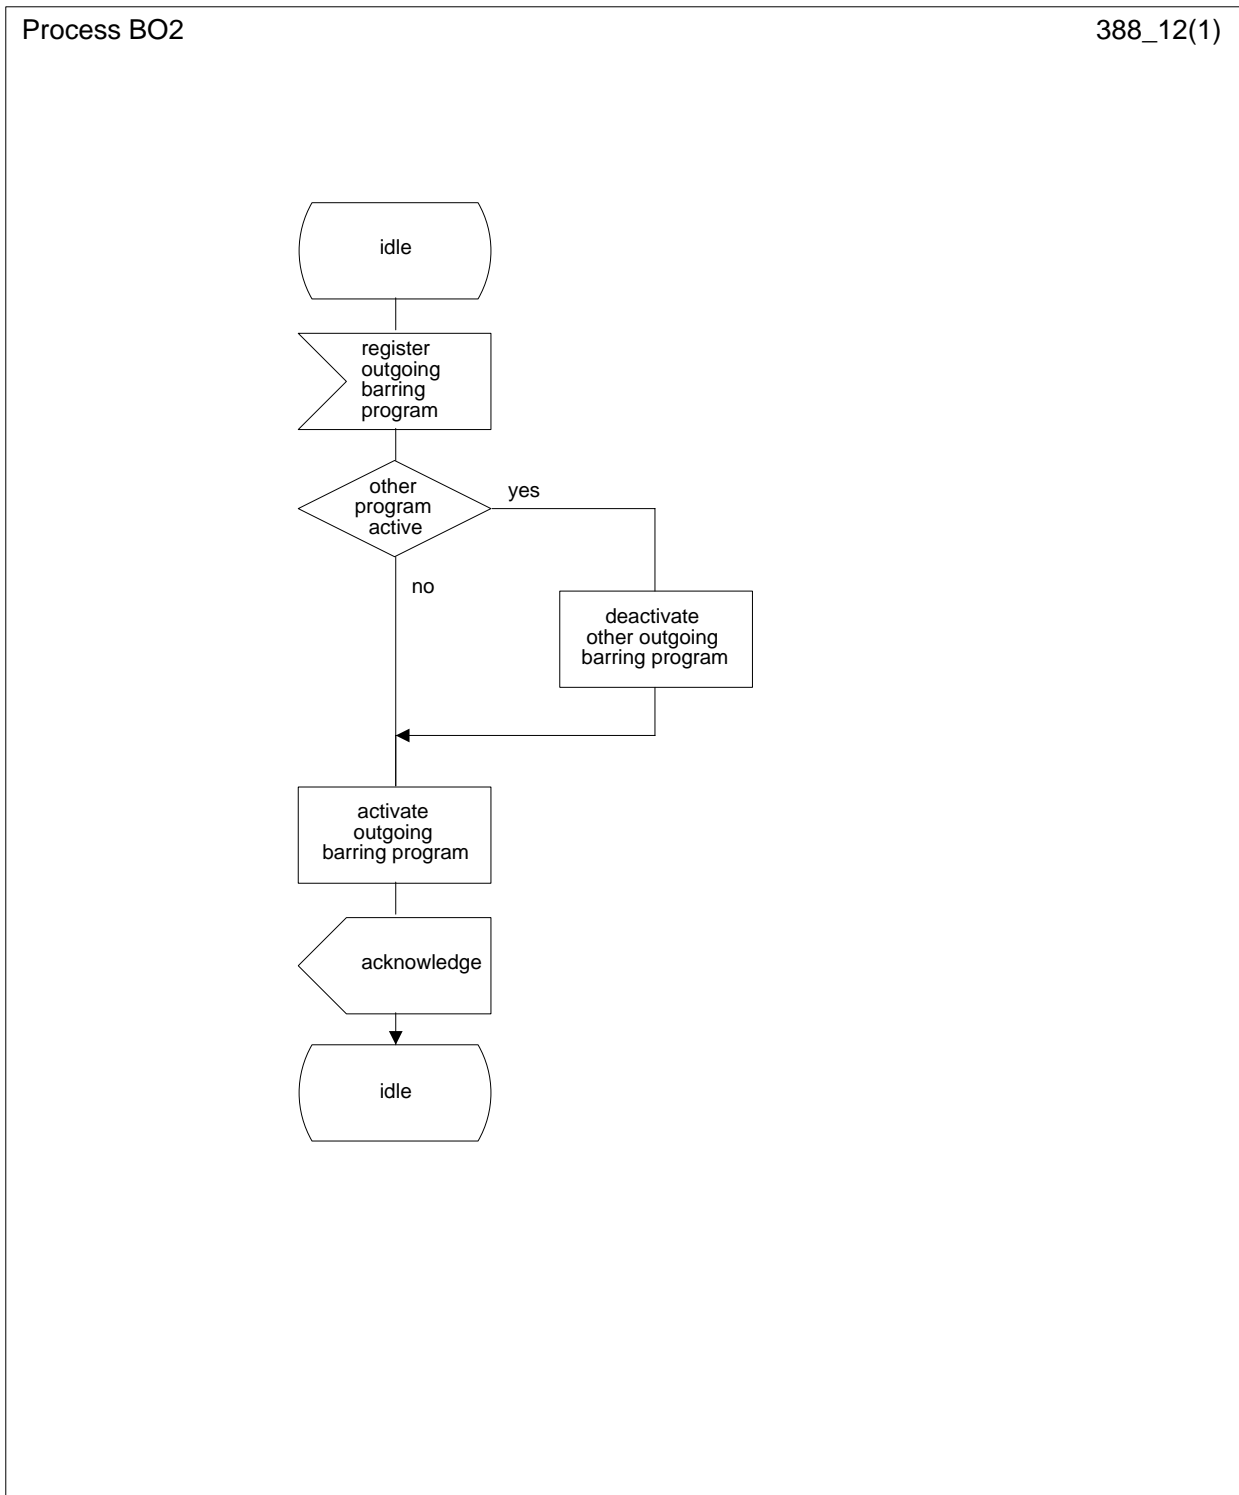 Process BO2
388_12(1)
idle
register
outgoing
barring
program
other
program
active
yes
no
deactivate
other outgoing
barring program
activate
outgoing
barring program
acknowledge
idle